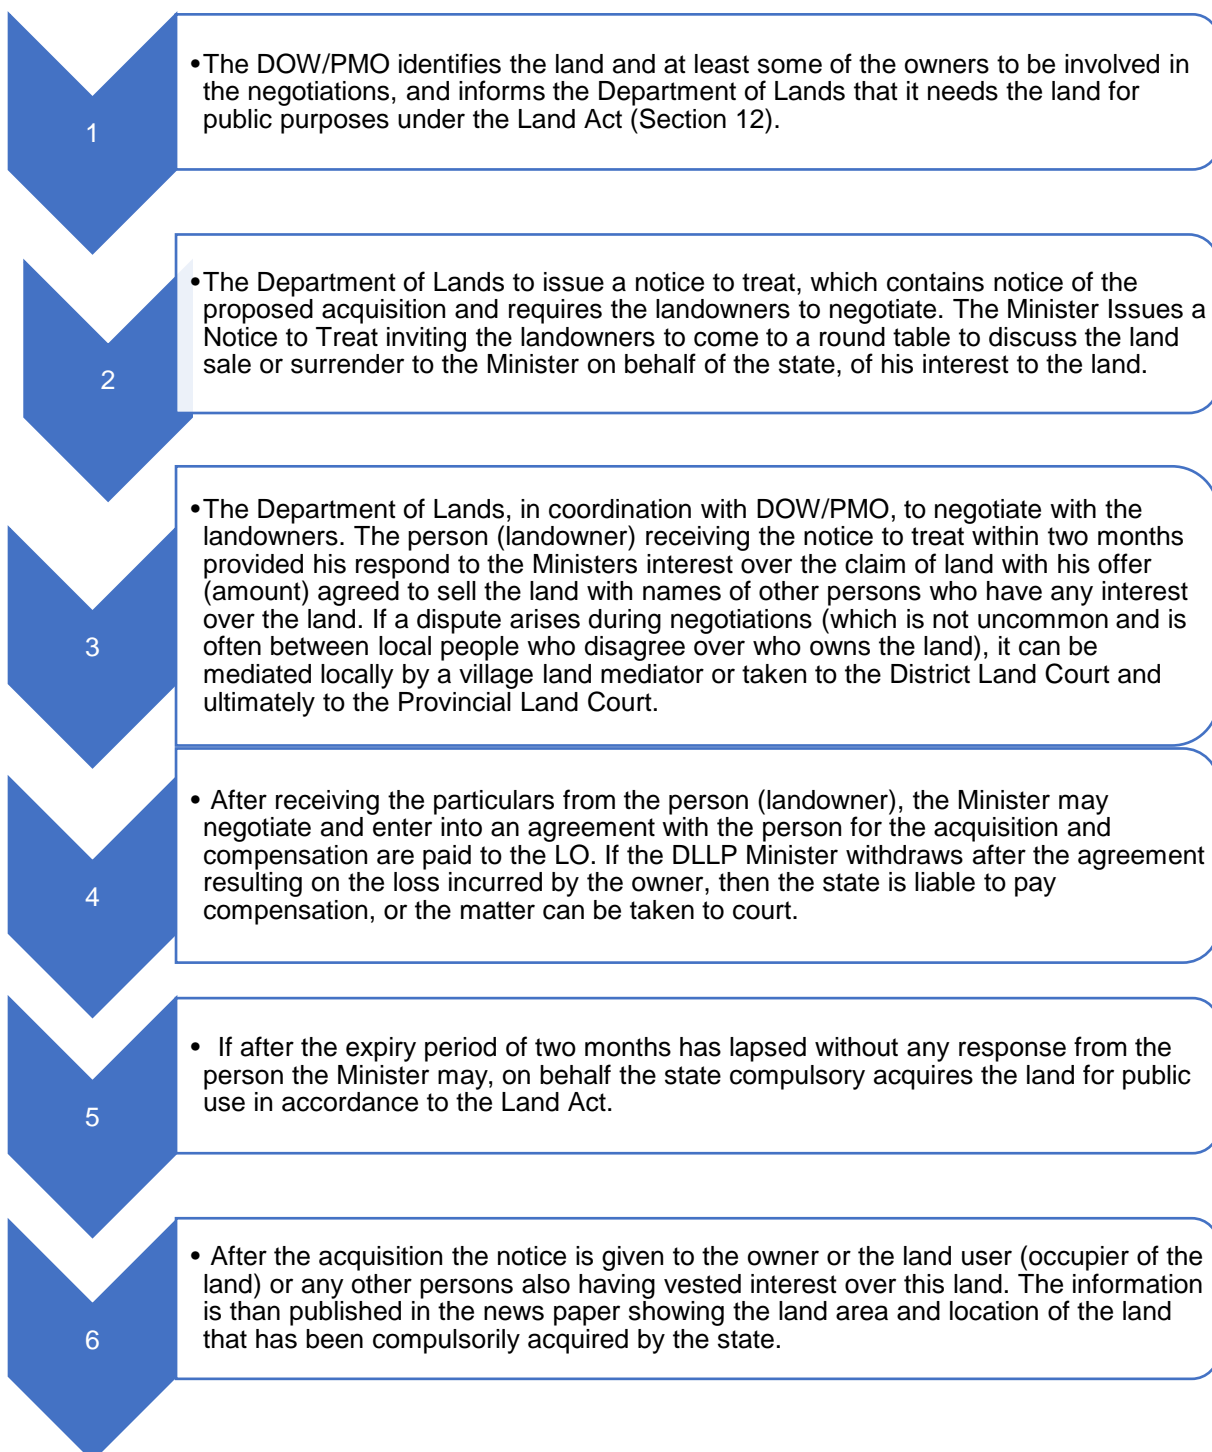 1
•The DOW/PMO identifies the land and at least some of the owners to be involved in
the negotiations, and informs the Department of Lands that it needs the land for
public purposes under the Land Act (Section 12).
2
•The Department of Lands to issue a notice to treat, which contains notice of the
proposed acquisition and requires the landowners to negotiate. The Minister Issues a
Notice to Treat inviting the landowners to come to a round table to discuss the land
sale or surrender to the Minister on behalf of the state, of his interest to the land.
3
•The Department of Lands, in coordination with DOW/PMO, to negotiate with the
landowners. The person (landowner) receiving the notice to treat within two months
provided his respond to the Ministers interest over the claim of land with his offer
(amount) agreed to sell the land with names of other persons who have any interest
over the land. If a dispute arises during negotiations (which is not uncommon and is
often between local people who disagree over who owns the land), it can be
mediated locally by a village land mediator or taken to the District Land Court and
ultimately to the Provincial Land Court.
4
• After receiving the particulars from the person (landowner), the Minister may
negotiate and enter into an agreement with the person for the acquisition and
compensation are paid to the LO. If the DLLP Minister withdraws after the agreement
resulting on the loss incurred by the owner, then the state is liable to pay
compensation, or the matter can be taken to court.
5
• If after the expiry period of two months has lapsed without any response from the
person the Minister may, on behalf the state compulsory acquires the land for public
use in accordance to the Land Act.
6
• After the acquisition the notice is given to the owner or the land user (occupier of the
land) or any other persons also having vested interest over this land. The information
is than published in the news paper showing the land area and location of the land
that has been compulsorily acquired by the state.